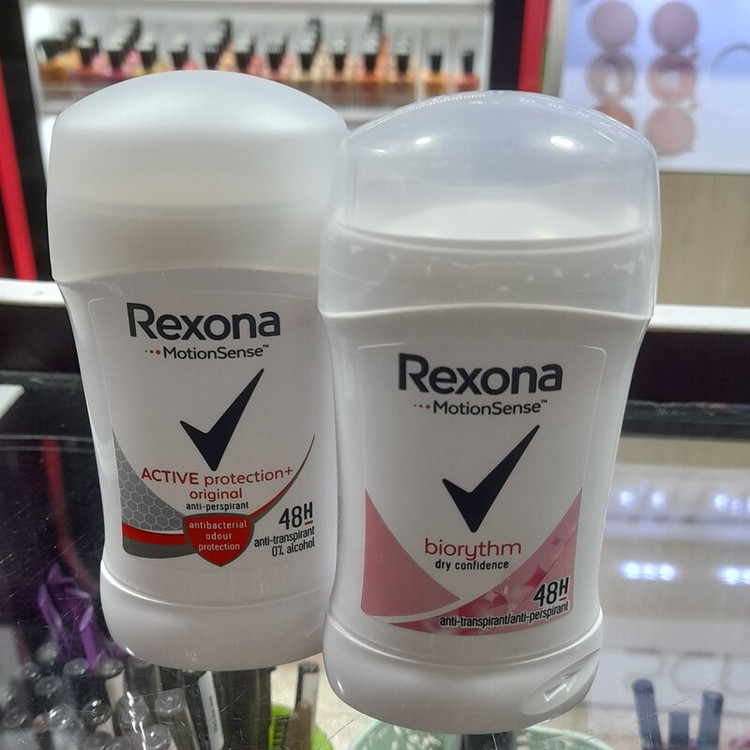 Rexona
MotionSense™
ACTIVE protection+
original
anti-perspirant
antibacterial
odour
protection
48H
anti-transpirant
0% alcohol
Rexona
MotionSense™
biorythm
dry confidence
48H
anti-transpirant/anti-perspirant